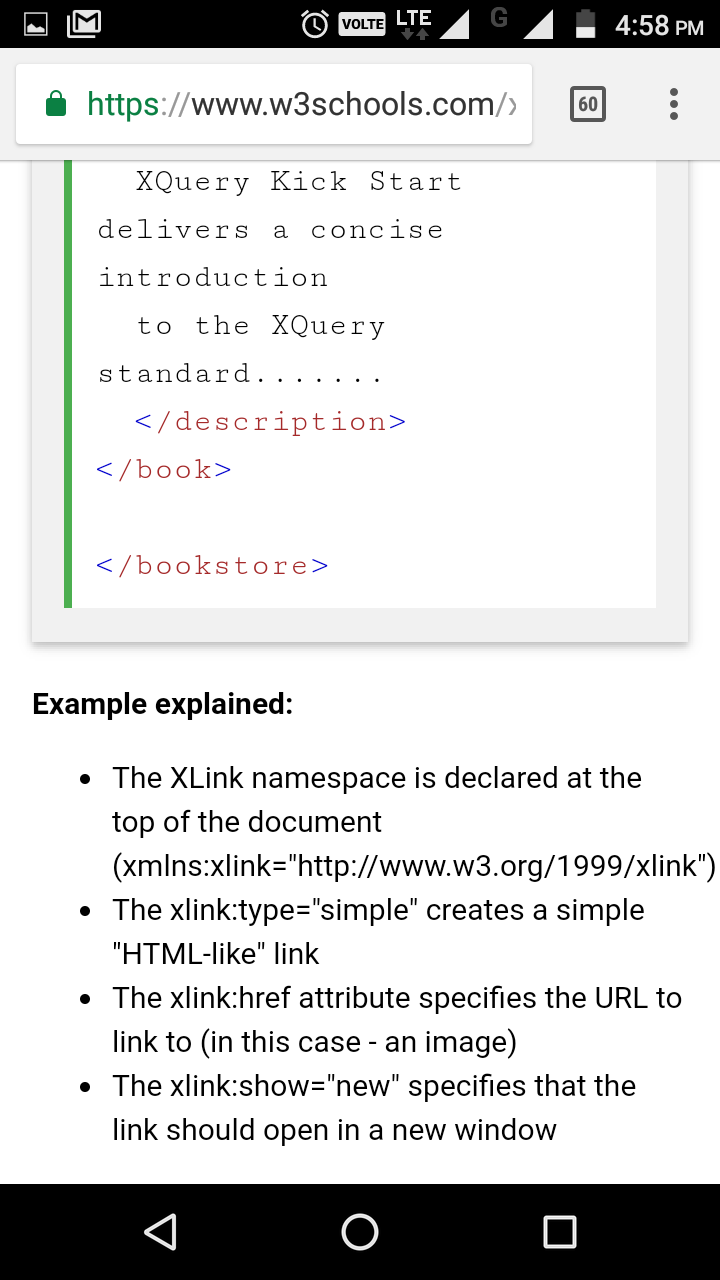 VOLTE LTE G 4:58 PM
https://www.w3schools.com/x 60
XQuery Kick Start
delivers a concise
introduction
to the XQuery
standard.......
</description>
</book>
</bookstore>
Example explained:
• The XLink namespace is declared at the
top of the document
(xmlns:xlink="http://www.w3.org/1999/xlink")
• The xlink:type="simple" creates a simple
"HTML-like" link
• The xlink:href attribute specifies the URL to
link to (in this case - an image)
• The xlink:show="new" specifies that the
link should open in a new window